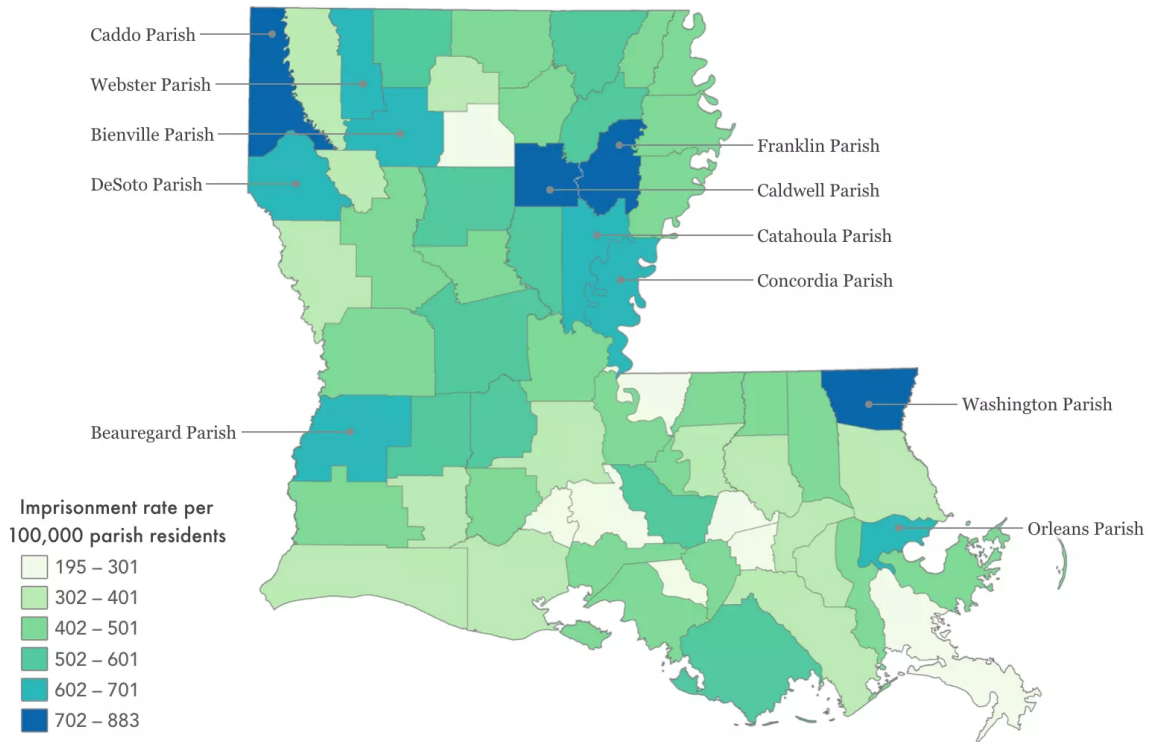 Caddo Parish
Webster Parish
Bienville Parish
DeSoto Parish
Franklin Parish
Caldwell Parish
Catahoula Parish
Concordia Parish
Washington Parish
Beauregard Parish
Orleans Parish
Imprisonment rate per
100,000 parish residents
195 – 301
302 – 401
402 – 501
502 – 601
602 – 701
702 – 883